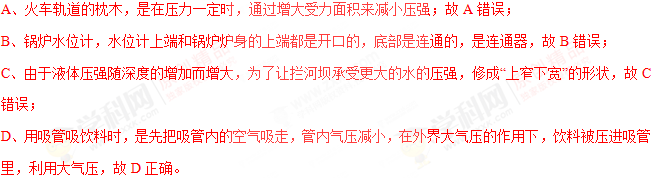 A、火车轨道的枕木，是在压力一定时，通过增大受力面积来减小压强；故 A 错误；
B、锅炉水位计，水位计上端和锅炉炉身的上端都是开口的，底部是连通的，是连通器，故 B 错误；
C、由于液体压强随深度的增加而增大，为了让拦河坝承受更大的水的压强，修成“上窄下宽”的形状，故 C
错误；
D、用吸管吸饮料时，是先把吸管内的空气吸走，管内气压减小，在外界大气压的作用下，饮料被压进吸管
里，利用大气压，故 D 正确。